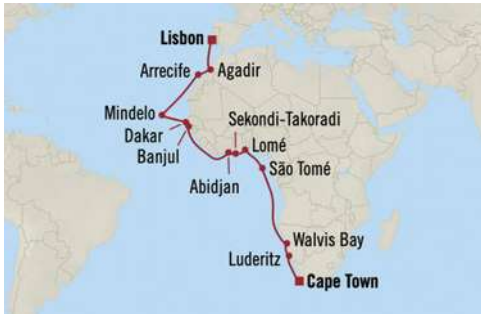 Lisbon
Arrecife
Agadir
Mindelo
Sekondi-Takoradi
Dakar
Banjul
Lomé
São Tomé
Abidjan
Walvis Bay
Luderitz
Cape Town